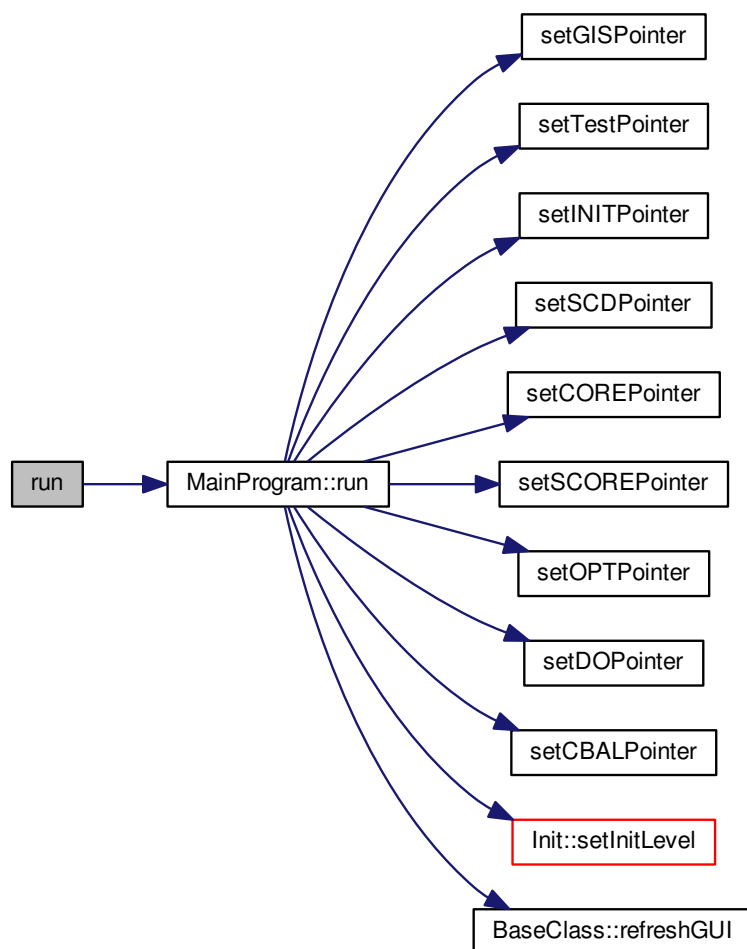 setGISPointer
setTestPointer
setINITPointer
setSCDPointer
setCOREPointer
run
MainProgram::run
setSCOREPointer
setOPTPointer
setDOPointer
setCBALPointer
Init::setInitLevel
BaseClass::refreshGUI